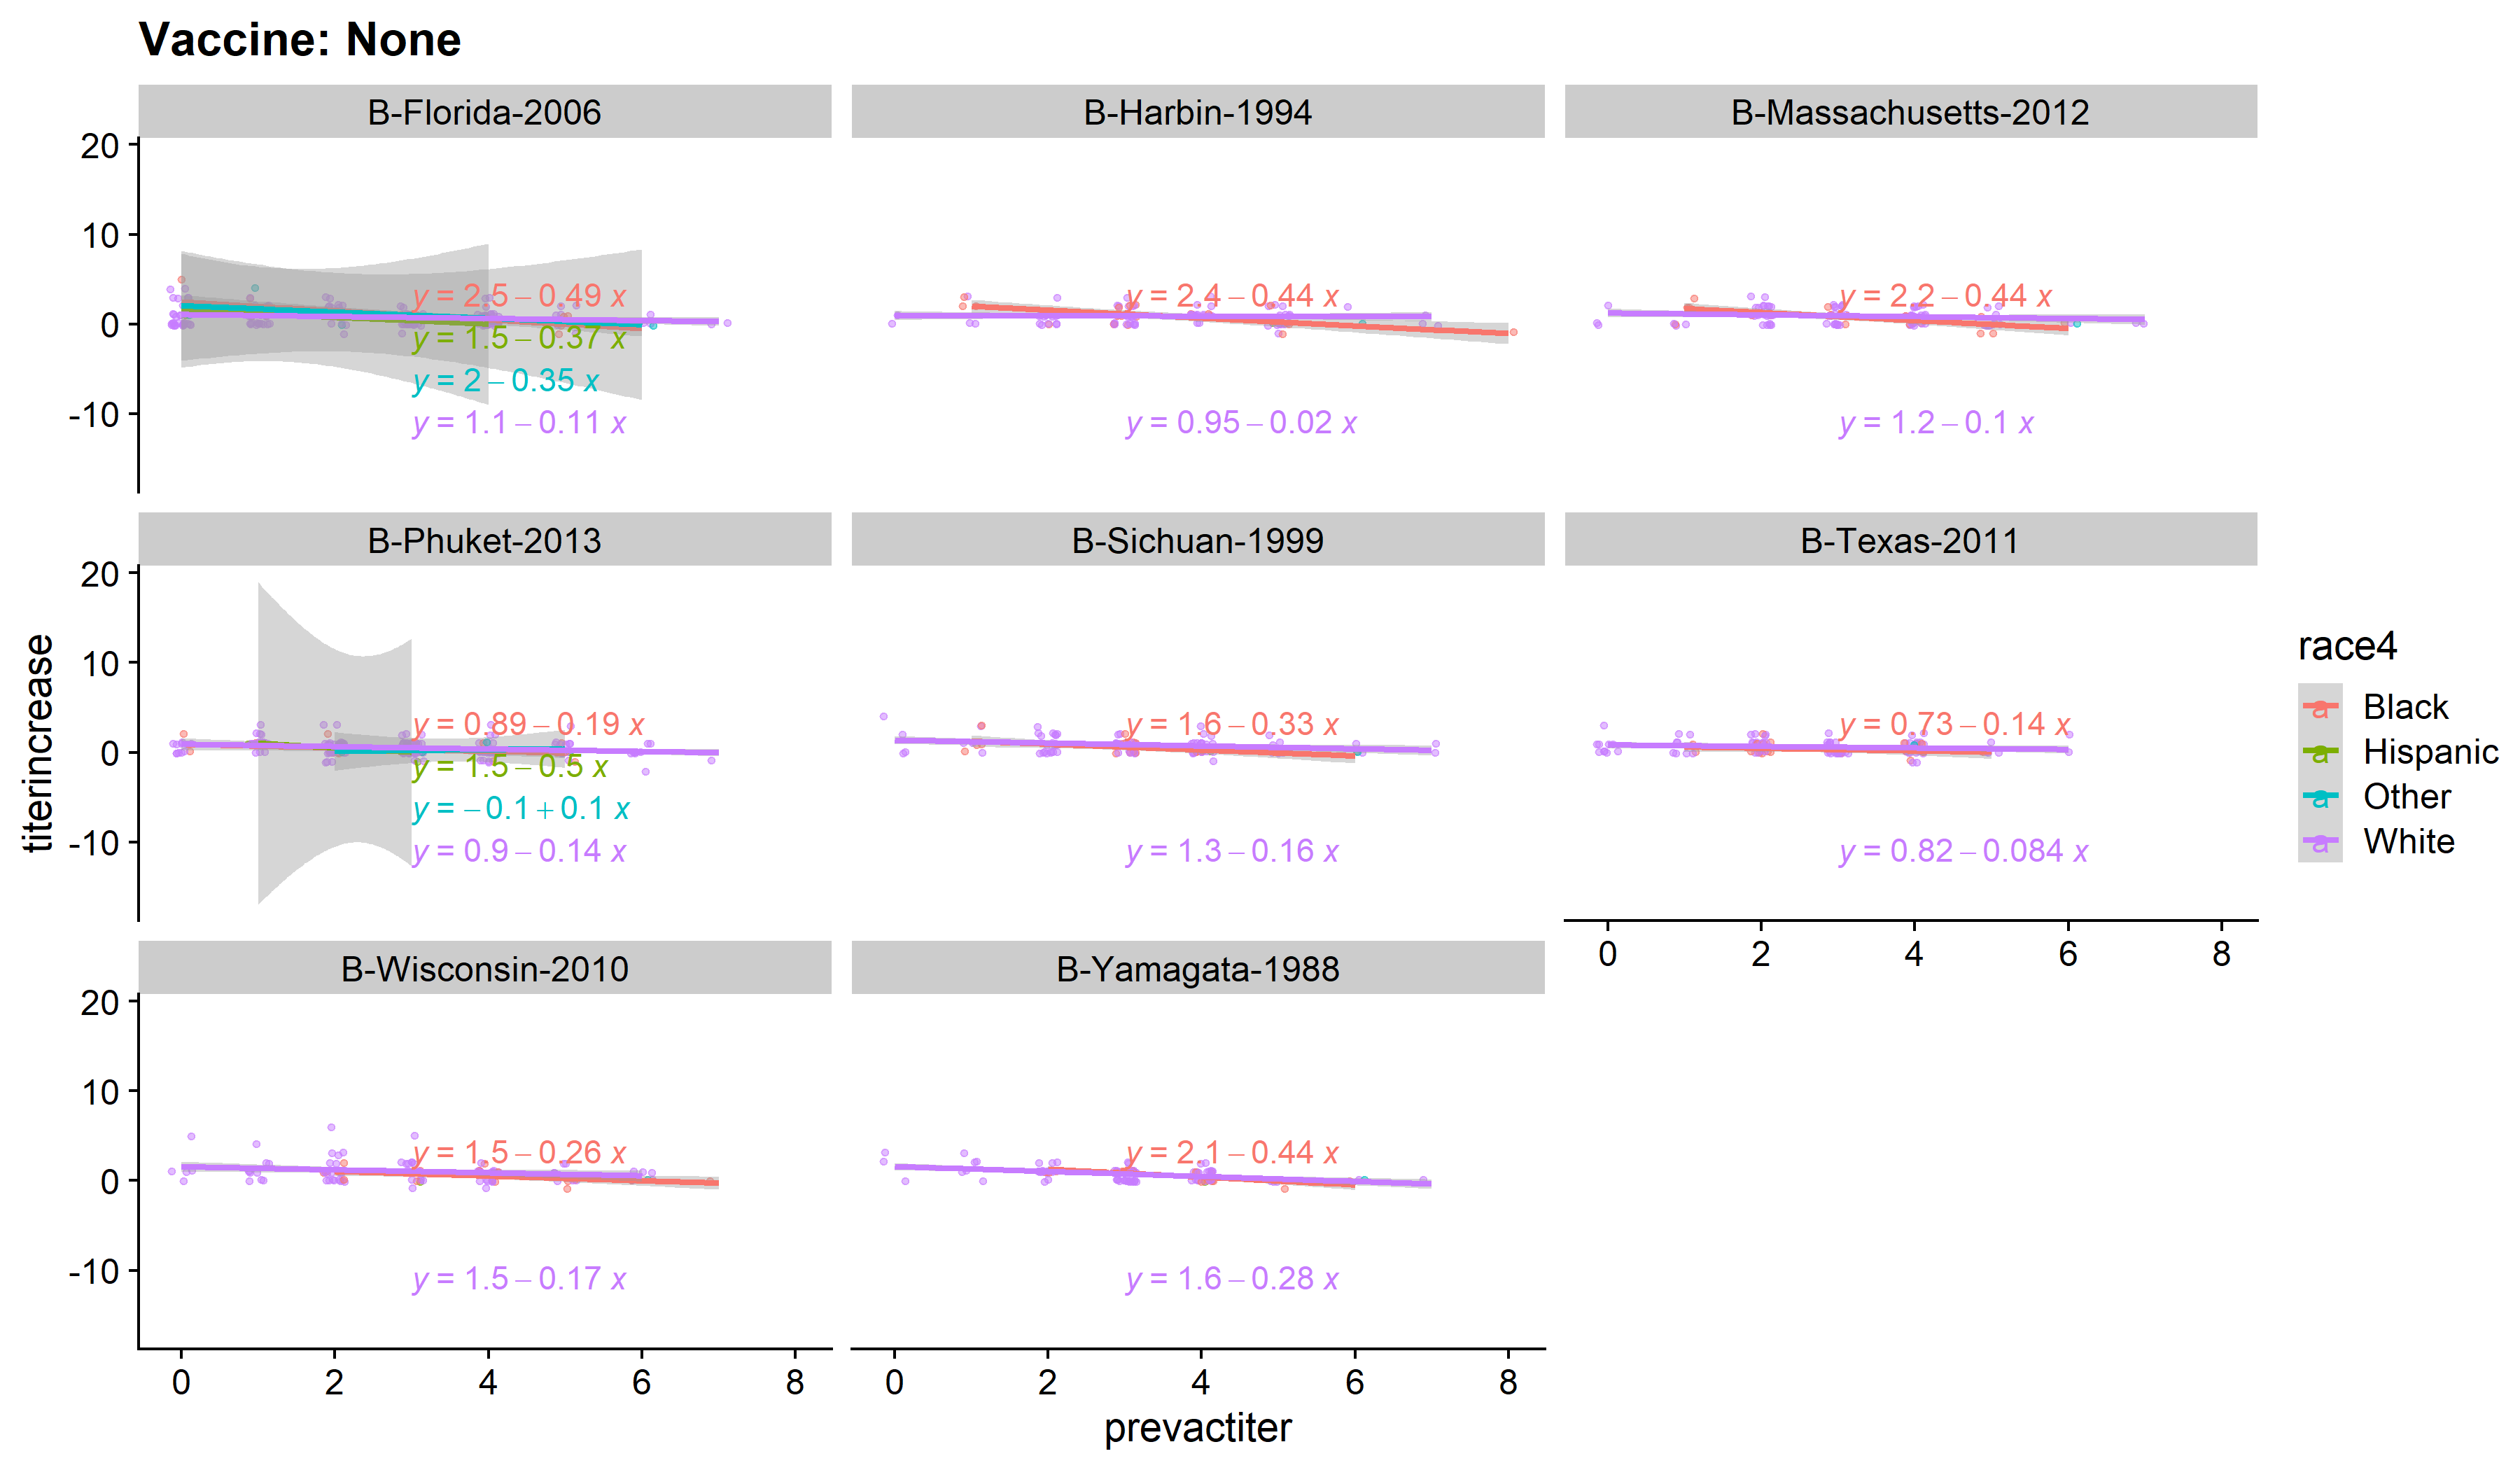 Vaccine: None
B-Florida-2006
B-Harbin-1994
B-Massachusetts-2012
20
10
0
-10
y = 2.5 – 0.49 x
y = 1.5 – 0.37 x
y = 2 – 0.35 x
y = 1.1 – 0.11 x
y = 2.4 – 0.44 x
y = 0.95 – 0.02 x
y = 2.2 – 0.44 x
y = 1.2 – 0.1 x
B-Phuket-2013
B-Sichuan-1999
B-Texas-2011
titerincrease
20
10
0
-10
y = 0.89 – 0.19 x
y = 1.5 – 0.5 x
y = – 0.1 + 0.1 x
y = 0.9 – 0.14 x
y = 1.6 – 0.33 x
y = 1.3 – 0.16 x
y = 0.73 – 0.14 x
y = 0.82 – 0.084 x
0 2 4 6 8
race4
a Black
a Hispanic
a Other
a White
B-Wisconsin-2010
B-Yamagata-1988
20
10
0
-10
y = 1.5 – 0.26 x
y = 1.5 – 0.17 x
y = 2.1 – 0.44 x
y = 1.6 – 0.28 x
0 2 4 6 8
0 2 4 6 8
prevactiter